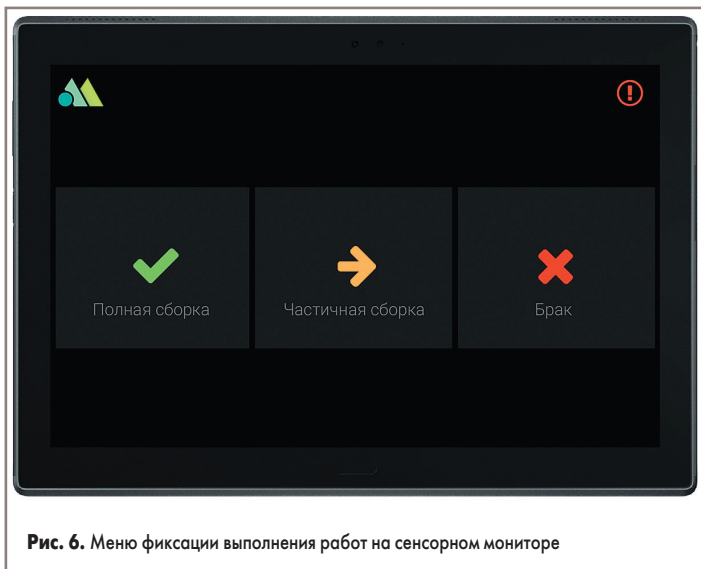 Полная сборка
Частичная сборка
Брак
Рис. 6. Меню фиксации выполнения работ на сенсорном мониторе